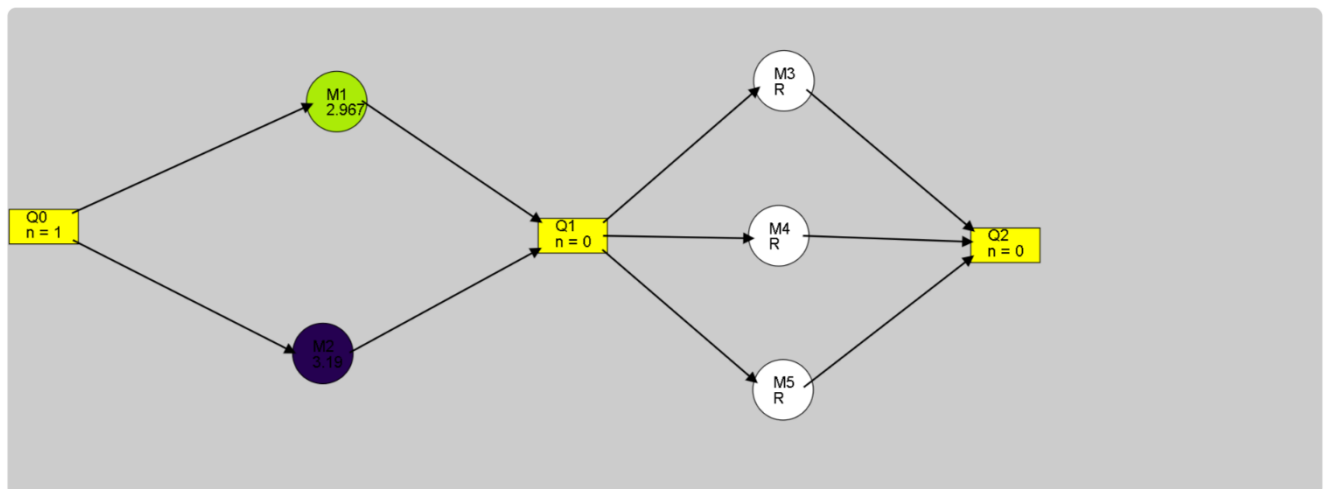 M3
R
M1
2.967
Q0
n = 1
Q1
n = 0
M4
R
Q2
n = 0
M2
3.19
M5
R